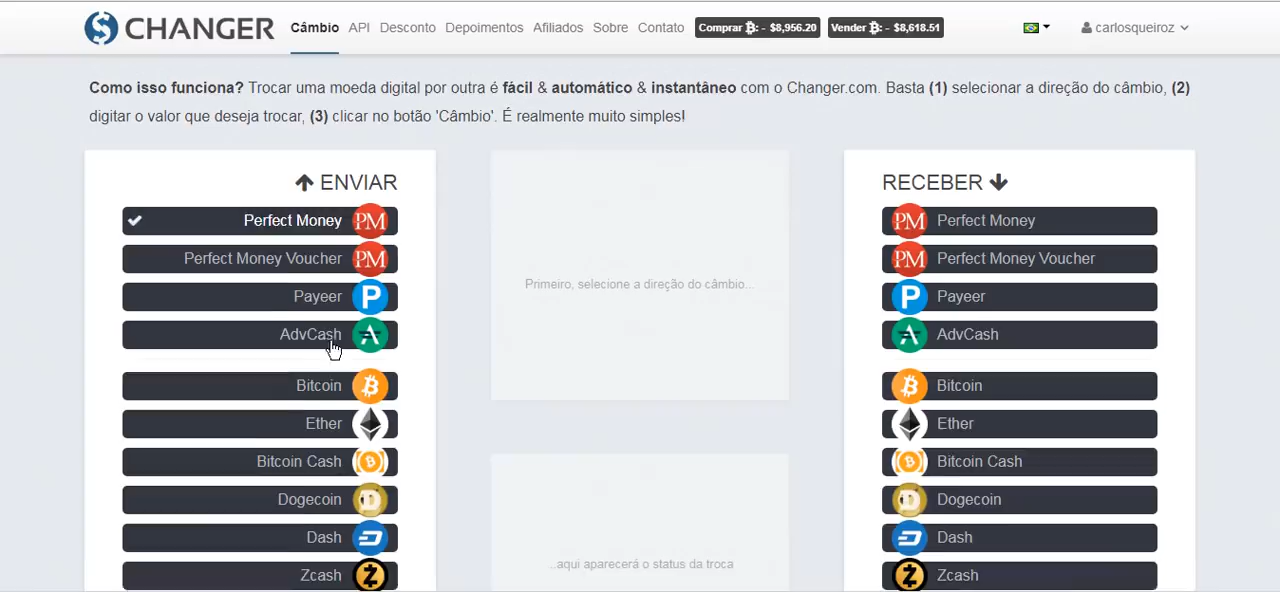 CHANGER Câmbio API Desconto Depoimentos Afiliados Sobre Contato Comprar ₿: - $8,956.20 Vender ₿: - $8,618.51 carlosqueiroz
Como isso funciona? Trocar uma moeda digital por outra é fácil & automático & instantâneo com o Changer.com. Basta (1) selecionar a direção do câmbio, (2)
digitar o valor que deseja trocar, (3) clicar no botão 'Câmbio'. É realmente muito simples!
ENVIAR
Perfect Money PM
Perfect Money Voucher PM
Payeer P
AdvCash
Bitcoin
Ether
Bitcoin Cash
Dogecoin
Dash
Zcash
Primeiro, selecione a direção do câmbio...
...aqui aparecerá o status da troca
RECEBER
PM Perfect Money
PM Perfect Money Voucher
P Payeer
AdvCash
Bitcoin
Ether
Bitcoin Cash
Dogecoin
Dash
Zcash